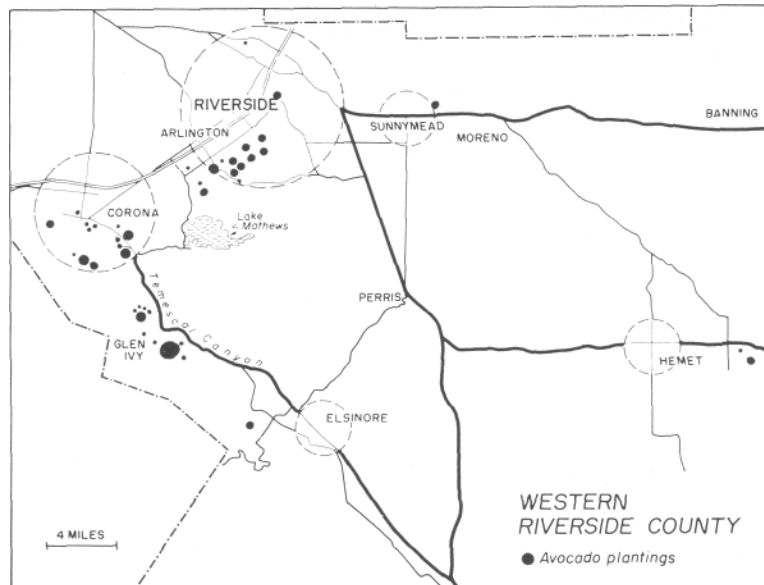 RIVERSIDE
ARLINGTON
SUNNYMEAD
MORENO
BANNING
CORONA
Lake
Mathews
Temescal Canyon
PERRIS
GLEN
IVY
HEMET
ELSINORE
4 MILES
WESTERN
RIVERSIDE COUNTY
Avocado plantings